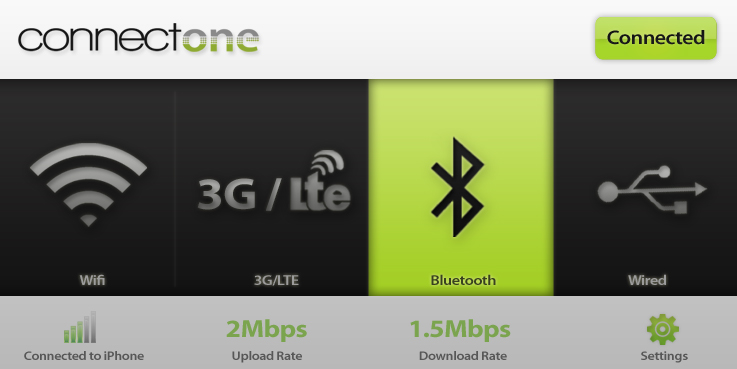 connectone
Connected
3G / Lte
Wifi
3G/LTE
Bluetooth
Wired
2Mbps
1.5Mbps
Connected to iPhone
Upload Rate
Download Rate
Settings